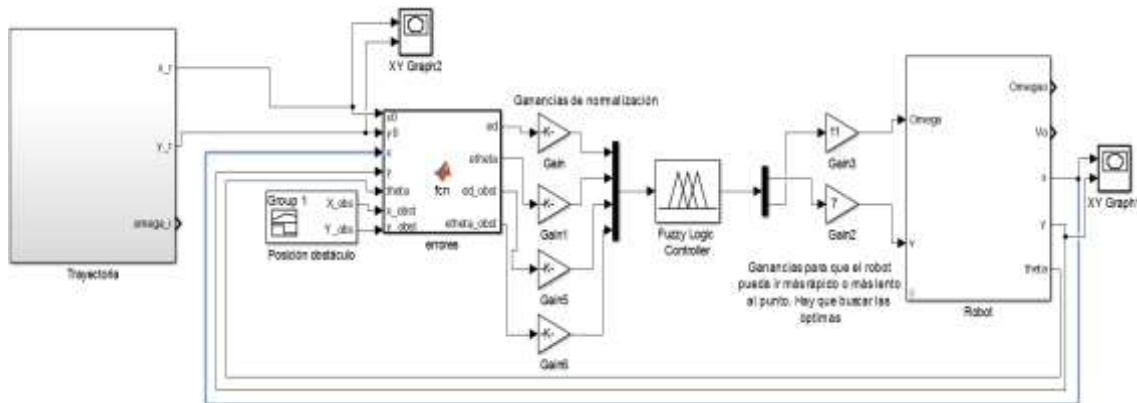 X_r
Y_r
omega_r
Trayectoria
XY Graph2
Group 1
X_obs
Y_obs
Posición obstáculo
x0
y0
x
y
theta
x_obst
y_obst
fcn
ed
etheta
ed_obst
etheta_obst
errores
Ganancias de normalización
-K-
Gain
-K-
Gain1
-K-
Gain5
-K-
Gain6
Fuzzy Logic
Controller
11
Gain3
7
Gain2
Ganancias para que el robot
pueda ir más rápido o más lento
al punto. Hay que buscar las
óptimas
Omega
V
Omegao
Vo
x
Y
theta
Robot
XY Graph1